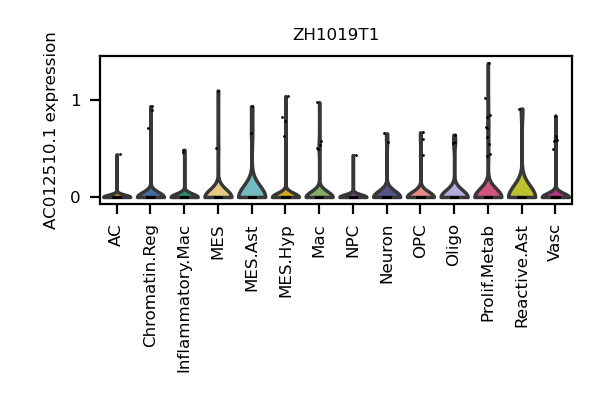 ZH1019T1
AC012510.1 expression
1
0
AC
Chromatin.Reg
Inflammatory.Mac
MES
MES.Ast
MES.Hyp
Mac
NPC
Neuron
OPC
Oligo
Prolif.Metab
Reactive.Ast
Vasc